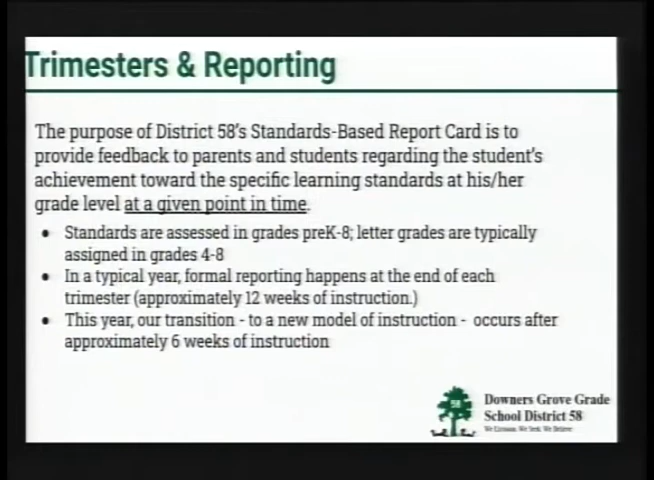 Trimesters & Reporting
The purpose of District 58's Standards-Based Report Card is to
provide feedback to parents and students regarding the student's
achievement toward the specific learning standards at his/her
grade level at a given point in time.
• Standards are assessed in grades preK-8; letter grades are typically
assigned in grades 4-8
• In a typical year, formal reporting happens at the end of each
trimester (approximately 12 weeks of instruction.)
• This year, our transition - to a new model of instruction - occurs after
approximately 6 weeks of instruction
58
Downers Grove Grade
School District 58